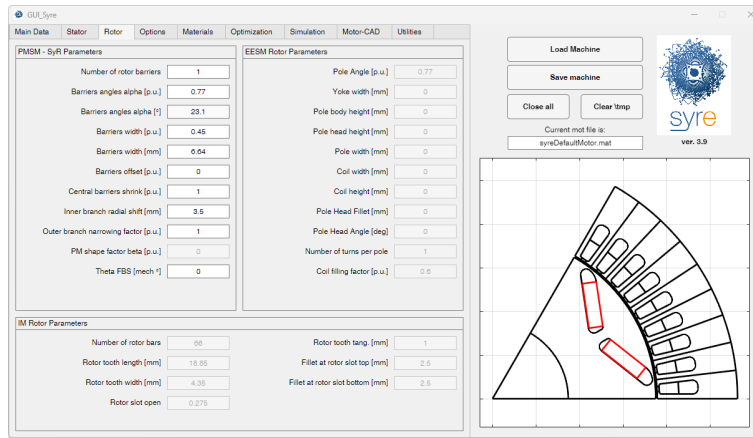 GUI_Syre
Main Data Stator Rotor Options Materials Optimization Simulation Motor-CAD Utilities
PMSM - SyR Parameters
Number of rotor barriers 1
Barriers angles alpha [p.u.] 0.77
Barriers angles alpha [°] 23.1
Barriers width [p.u.] 0.45
Barriers width [mm] 6.64
Barriers offset [p.u.] 0
Central barriers shrink [p.u.] 1
Inner branch radial shift [mm] 3.5
Outer branch narrowing factor [p.u.] 1
PM shape factor beta [p.u.] 0
Theta FBS [mech °] 0
EESM Rotor Parameters
Pole Angle [p.u.] 0.77
Yoke width [mm] 0
Pole body height [mm] 0
Pole head height [mm] 0
Pole width [mm] 0
Coil width [mm] 0
Coil height [mm] 0
Pole Head Fillet [mm] 0
Pole Head Angle [deg] 0
Number of turns per pole 1
Coil filling factor [p.u.] 0.6
IM Rotor Parameters
Number of rotor bars 66
Rotor tooth length [mm] 18.65
Rotor tooth width [mm] 4.35
Rotor slot open 0.275
Rotor tooth tang. [mm] 1
Fillet at rotor slot top [mm] 2.5
Fillet at rotor slot bottom [mm] 2.5
Load Machine
Save machine
Close all Clear \tmp
Current mot file is:
syreDefaultMotor.mat
syre
ver. 3.9